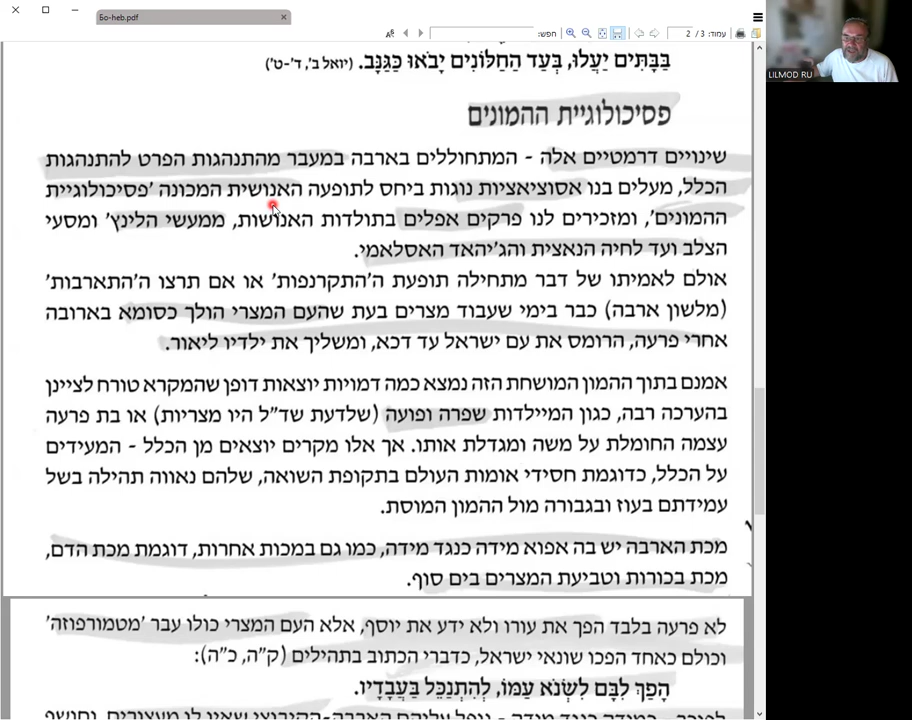 5o-heb.pdf
חפש:
עמוד: 3 / 2
LILMOD RU
בַּבָּתִּים יַעֲלוּ, בְּעַד הַחַלּוֹנִים יָבֹאוּ כַּגַּנָּב. (יואל ב', ד'-ט')
פסיכולוגיית ההמונים
שינויים דרמטיים אלה - המתחוללים בארבה במעבר מהתנהגות הפרט להתנהגות
הכלל, מעלים בנו אסוציאציות נוגות ביחס לתופעה האנושית המכונה 'פסיכולוגיית
ההמונים', ומזכירים לנו פרקים אפלים בתולדות האנושות, ממעשי הלינץ' ומסעי
הצלב ועד לחיה הנאצית והג'יהאד האסלאמי.
אולם לאמיתו של דבר מתחילה תופעת ה'התקרנפות' או אם תרצו ה'התארבות'
(מלשון ארבה) כבר בימי שעבוד מצרים בעת שהעם המצרי הולך כסומא בארובה
אחרי פרעה, הרומס את עם ישראל עד דכא, ומשליך את ילדיו ליאור.
אמנם בתוך ההמון המושחת הזה נמצא כמה דמויות יוצאות דופן שהמקרא טורח לציינן
בהערכה רבה, כגון המיילדות שפרה ופועה (שלדעת שד"ל היו מצריות) או בת פרעה
עצמה החומלת על משה ומגדלת אותו. אך אלו מקרים יוצאים מן הכלל - המעידים
על הכלל, כדוגמת חסידי אומות העולם בתקופת השואה, שלהם נאווה תהילה בשל
עמידתם בעוז ובגבורה מול ההמון המוסת.
מכת הארבה יש בה אפוא מידה כנגד מידה, כמו גם במכות אחרות, דוגמת מכת הדם,
מכת בכורות וטביעת המצרים בים סוף.
לא פרעה בלבד הפך את עורו ולא ידע את יוסף, אלא העם המצרי כולו עבר 'מטמורפוזה'
וכולם כאחד הפכו שונאי ישראל, כדברי הכתוב בתהילים (ק"ה, כ"ה):
הָפַךְ לִבָּם לִשְׂנֹא עַמּוֹ, לְהִתְנַכֵּל בַּעֲבָדָיו.